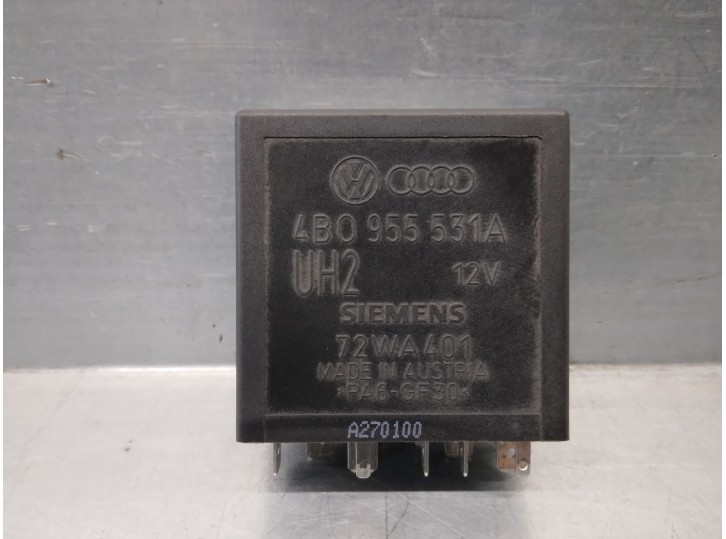 4B0 955 531A
UH2 12V
SIEMENS
72WA401
MADE IN AUSTRIA
>PA6-GF30<
A270100